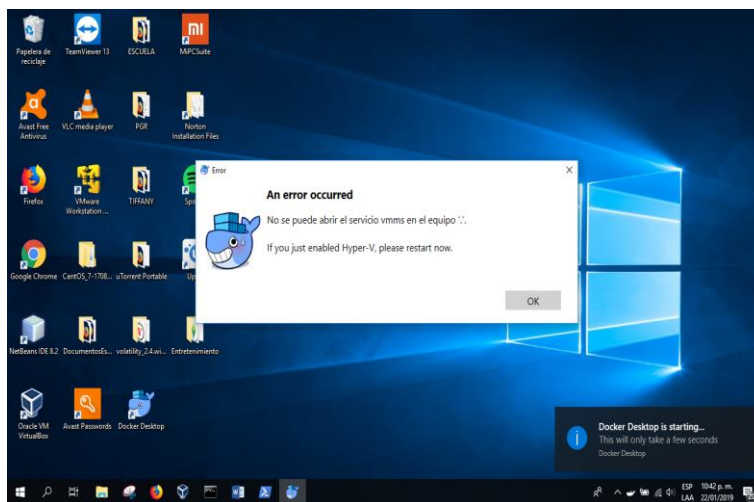 Papelera de
reciclaje
TeamViewer 13
ESCUELA
mi
MiPCSuite
Avast Free
Antivirus
VLC media player
PGR
Norton
Installation Files
Firefox
VMware
Workstation ...
TIFFANY
Spo
Google Chrome
CentOS_7-1708...
uTorrent Portable
Up
NetBeans IDE 8.2
DocumentosEs...
volatility_2.4.wi...
Entretenimiento
Oracle VM
VirtualBox
Avast Passwords
Docker Desktop
Error
An error occurred
No se puede abrir el servicio vmms en el equipo '.'.
If you just enabled Hyper-V, please restart now.
OK
Docker Desktop is starting...
This will only take a few seconds
Docker Desktop
ESP
LAA
10:42 p. m.
22/01/2019